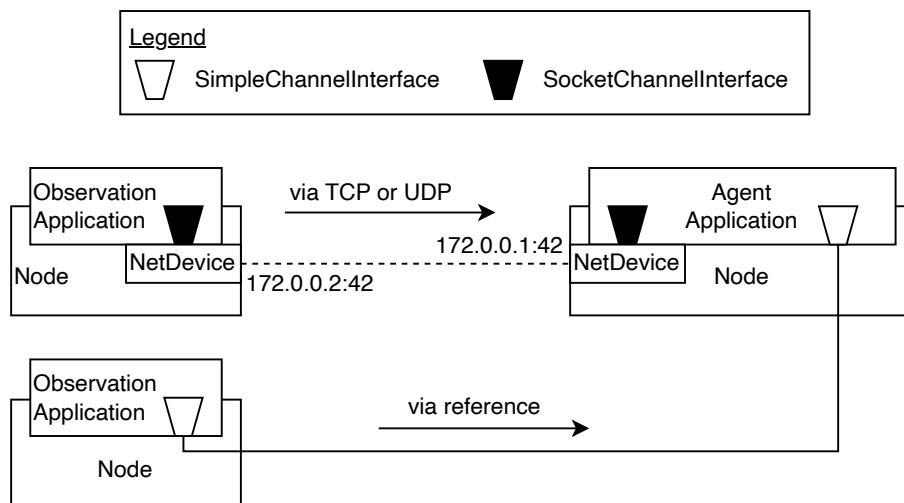 Legend
SimpleChannelInterface
SocketChannelInterface
Observation
Application
via TCP or UDP
Agent
Application
172.0.0.1:42
NetDevice
NetDevice
Node
172.0.0.2:42
Node
Observation
Application
via reference
Node